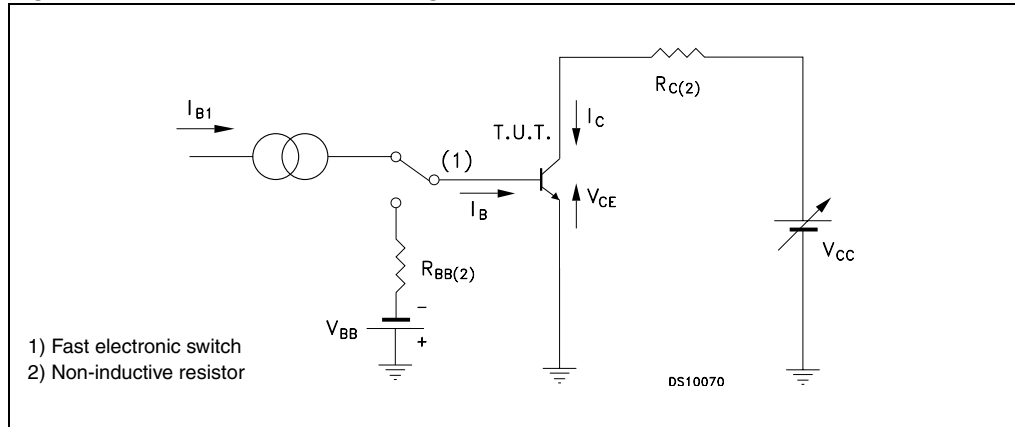 R_C(2)
I_B1
I_C
T.U.T.
(1)
I_B
V_CE
R_BB(2)
V_CC
−
V_BB
+
1) Fast electronic switch
2) Non-inductive resistor
DS10070